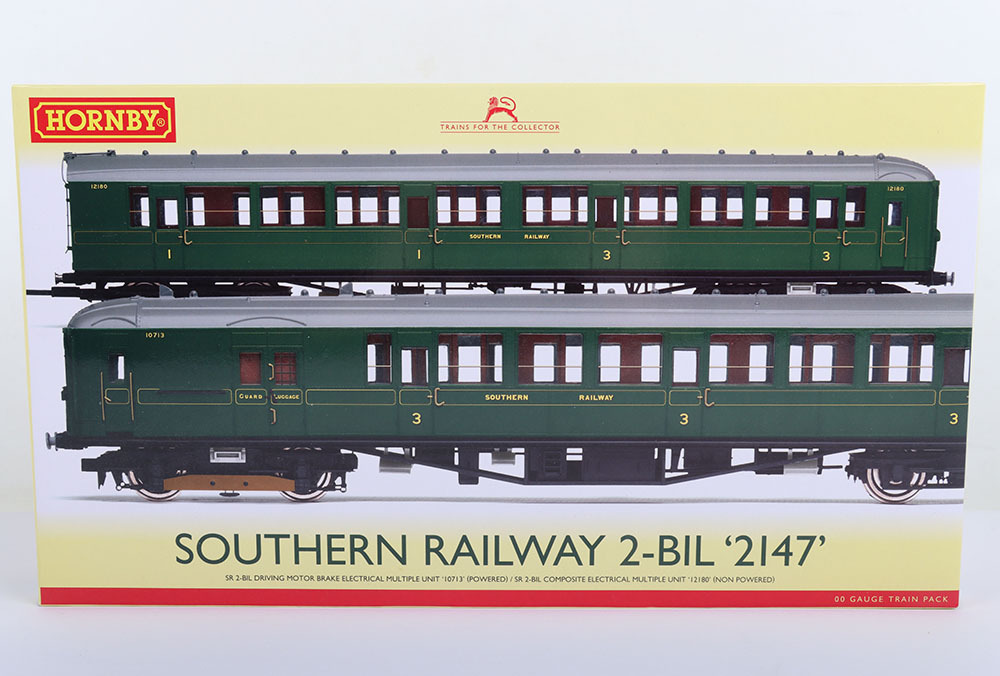 HORNBY®
TRAINS FOR THE COLLECTOR
12180 12180
SOUTHERN RAILWAY
1 1 3 3
10713
GUARD LUGGAGE
SOUTHERN RAILWAY
3 3 3
SOUTHERN RAILWAY 2-BIL ‘2147’
SR 2-BIL DRIVING MOTOR BRAKE ELECTRICAL MULTIPLE UNIT ‘10713’ (POWERED) / SR 2-BIL COMPOSITE ELECTRICAL MULTIPLE UNIT ‘12180’ (NON POWERED)
00 GAUGE TRAIN PACK